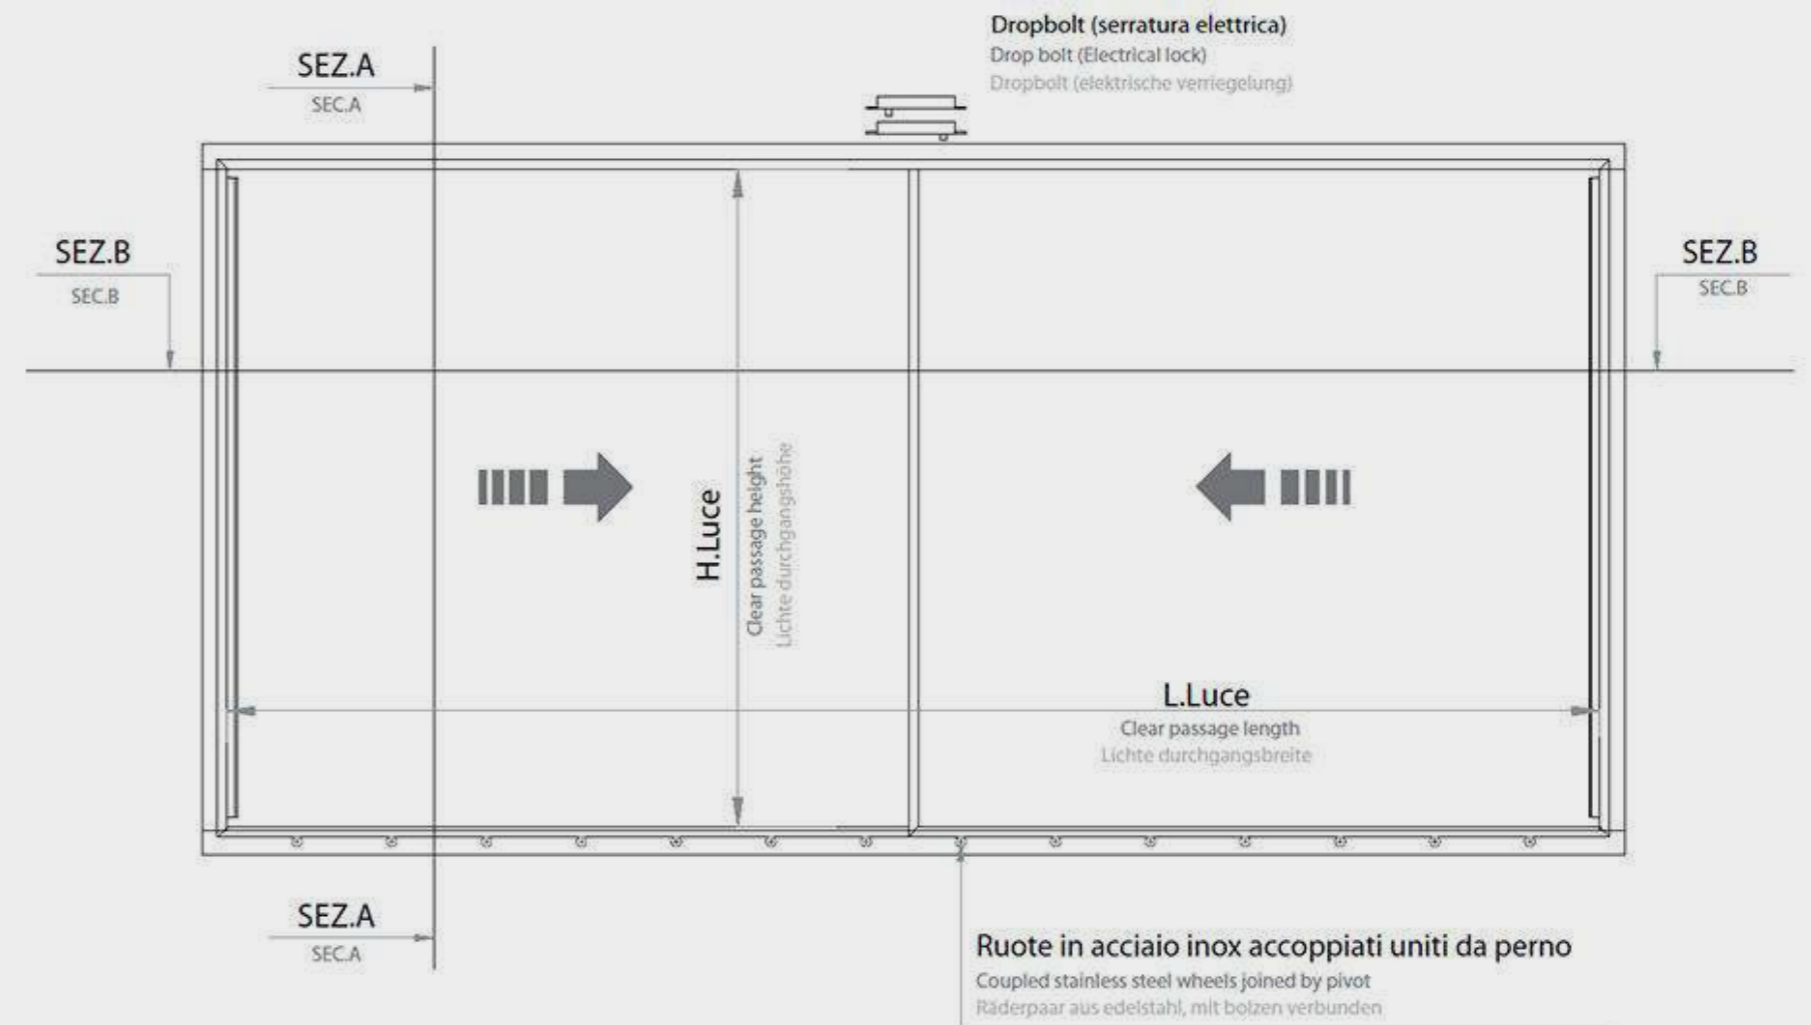 Dropbolt (serratura elettrica)
Drop bolt (Electrical lock)
Dropbolt (elektrische verriegelung)
SEZ.A
SEC.A
SEZ.B
SEC.B
SEZ.B
SEC.B
H.Luce
Clear passage height
Lichte durchgangshöhe
L.Luce
Clear passage length
Lichte durchgangsbreite
SEZ.A
SEC.A
Ruote in acciaio inox accoppiati uniti da perno
Coupled stainless steel wheels joined by pivot
Räderpaar aus edelstahl, mit bolzen verbunden